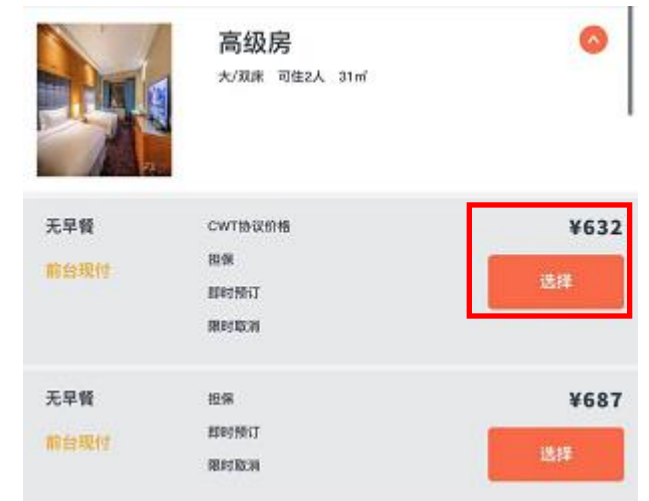 高级房
大/双床 可住2人 31㎡
无早餐
CWT协议价格
¥632
前台现付
担保
选择
即时预订
限时取消
无早餐
担保
¥687
前台现付
即时预订
选择
限时取消